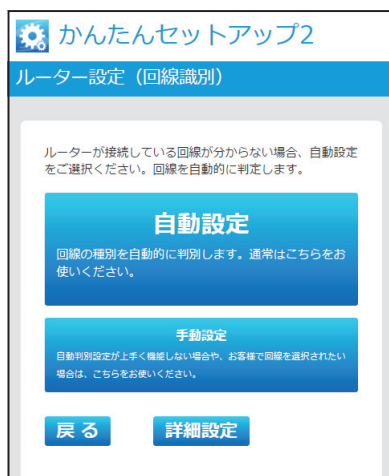 かんたんセットアップ2
ルーター設定（回線識別）
ルーターが接続している回線が分からない場合、自動設定
をご選択ください。回線を自動的に判定します。
自動設定
回線の種別を自動的に判別します。通常はこちらをお
使いください。
手動設定
自動判別設定が上手く機能しない場合や、お客様で回線を選択されたい
場合は、こちらをお使いください。
戻る
詳細設定